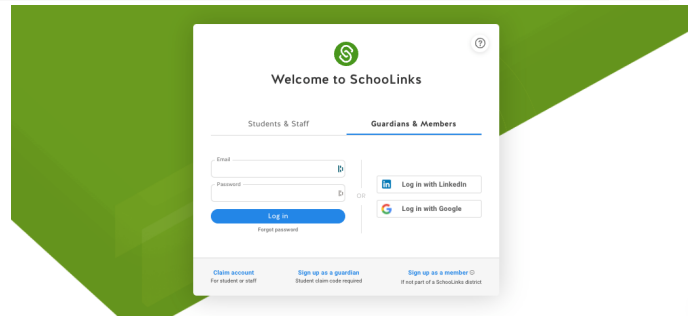 Welcome to SchooLinks
Students & Staff
Guardians & Members
Email
Password
Log in
Forgot password
OR
Log in with LinkedIn
Log in with Google
Claim account
For student or staff
Sign up as a guardian
Student claim code required
Sign up as a member
If not part of a SchooLinks district